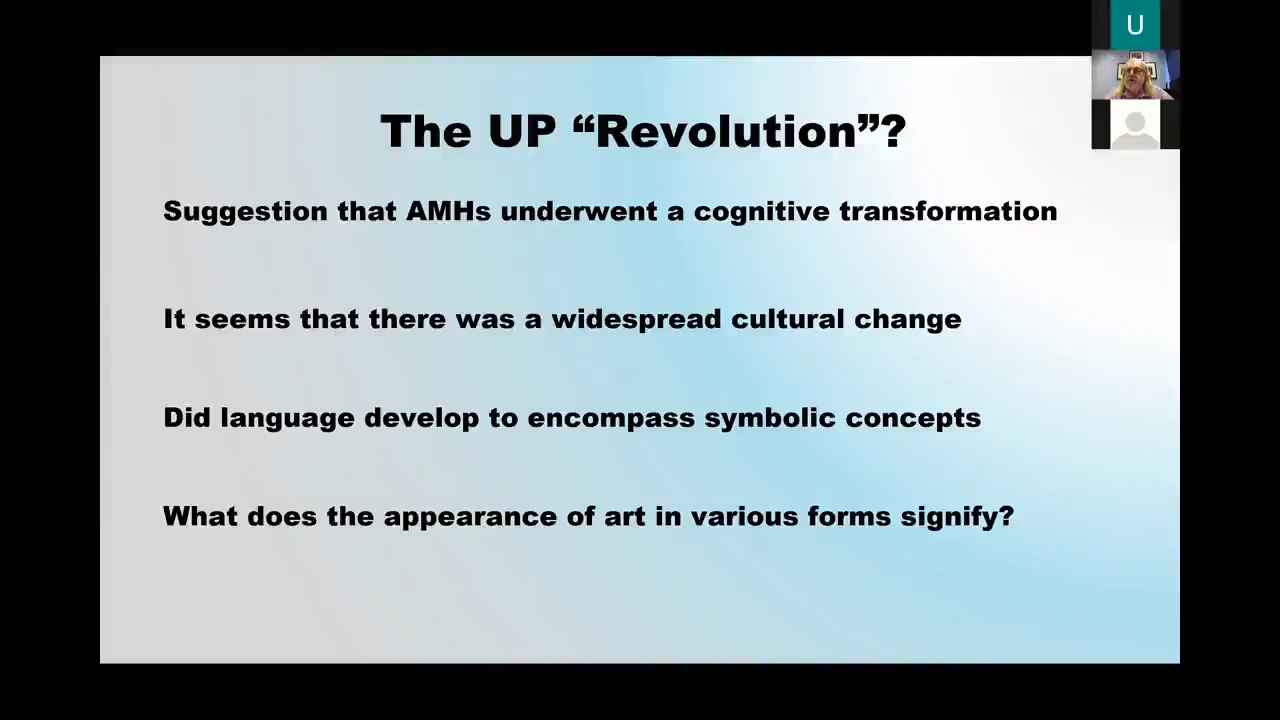 U
The UP “Revolution”?
Suggestion that AMHs underwent a cognitive transformation
It seems that there was a widespread cultural change
Did language develop to encompass symbolic concepts
What does the appearance of art in various forms signify?